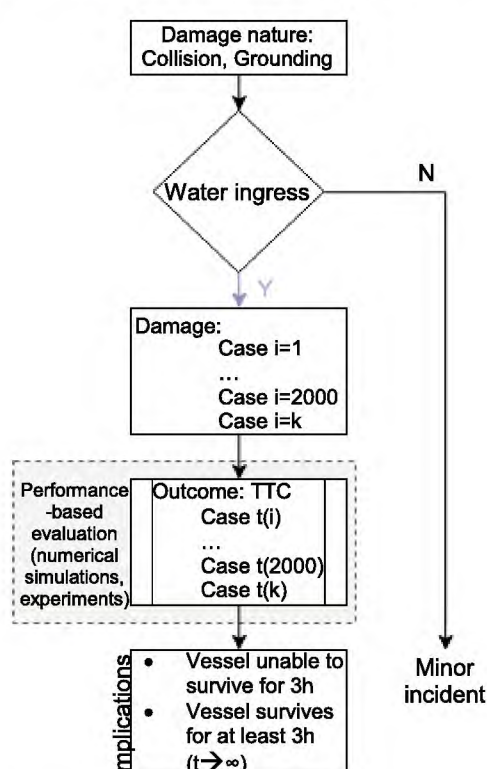 Damage nature:
Collision, Grounding
Water ingress
N
Y
Damage:
Case i=1
...
Case i=2000
Case i=k
Performance
-based
evaluation
(numerical
simulations,
experiments)
Outcome: TTC
Case t(i)
...
Case t(2000)
Case t(k)
mplications
• Vessel unable to
survive for 3h
• Vessel survives
for at least 3h
(t→∞)
Minor
incident